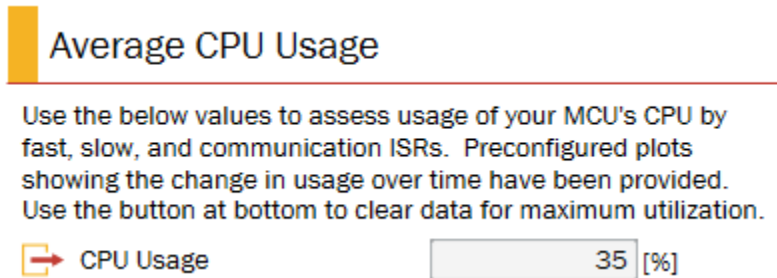 Average CPU Usage
Use the below values to assess usage of your MCU's CPU by
fast, slow, and communication ISRs.  Preconfigured plots
showing the change in usage over time have been provided.
Use the button at bottom to clear data for maximum utilization.
CPU Usage 35 [%]